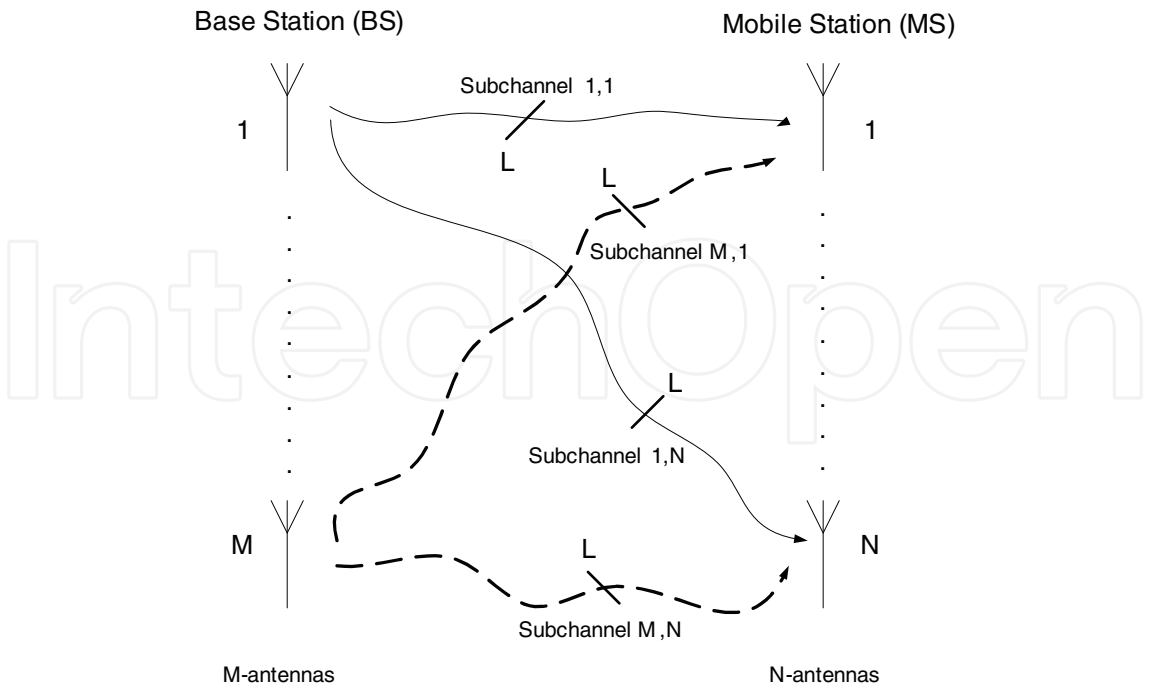 Base Station (BS)
Mobile Station (MS)
Subchannel 1,1
1
1
L
L
Subchannel M,1
IntechOpen
L
Subchannel 1,N
M
N
L
Subchannel M,N
M-antennas
N-antennas